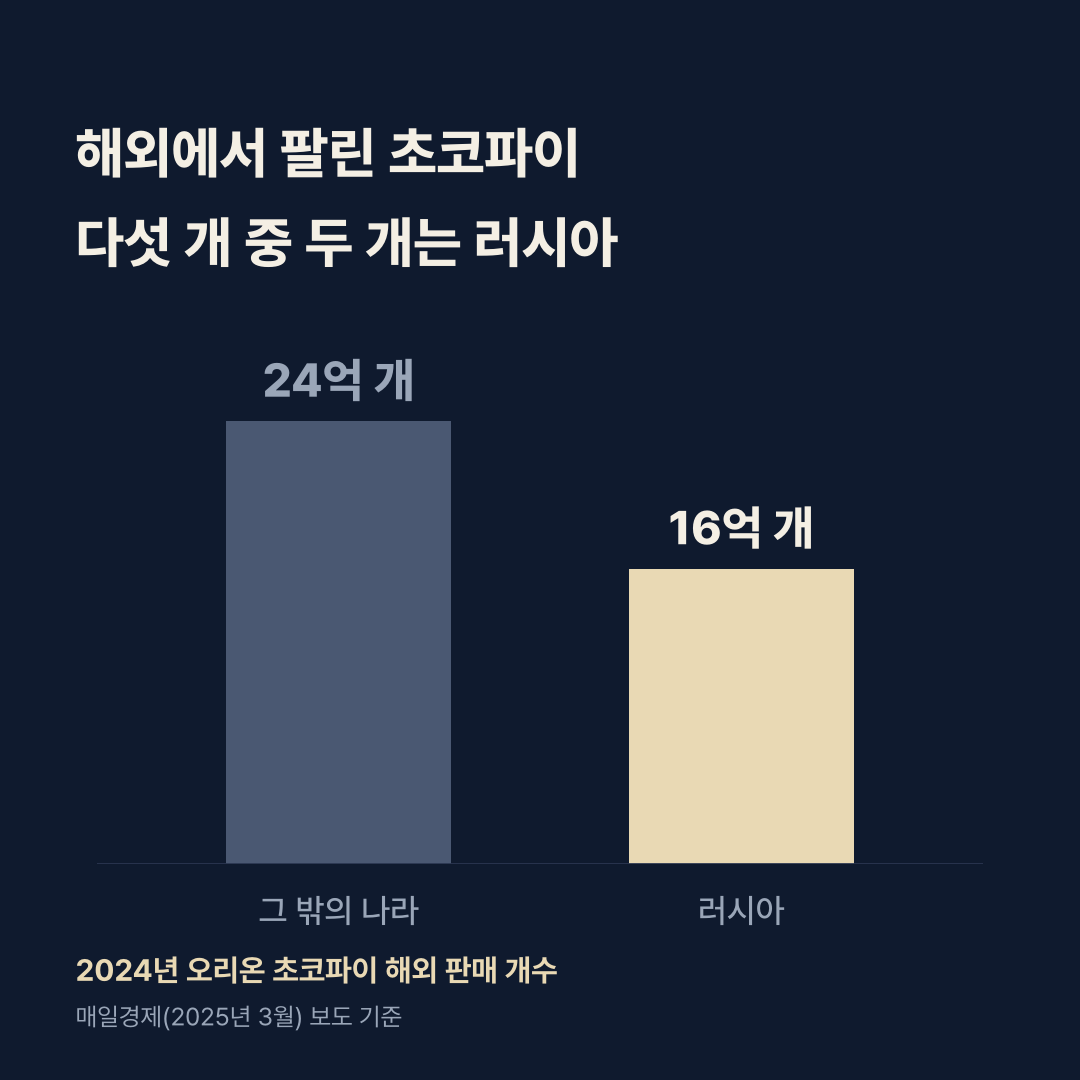 해외에서 팔린 초코파이
다섯 개 중 두 개는 러시아
24억 개
16억 개
그 밖의 나라
러시아
2024년 오리온 초코파이 해외 판매 개수
매일경제(2025년 3월) 보도 기준